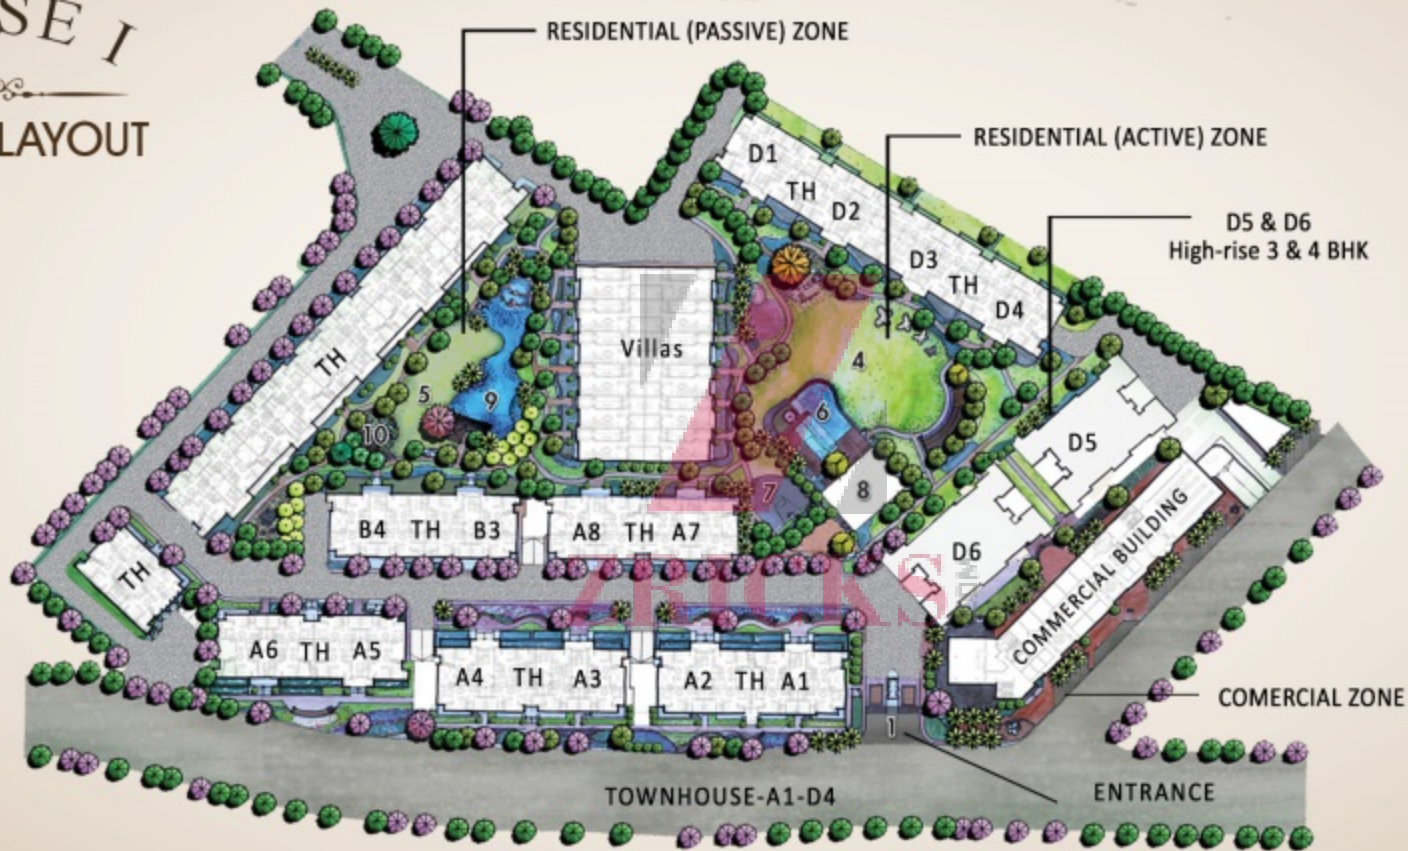 SE I
LAYOUT
RESIDENTIAL (PASSIVE) ZONE
RESIDENTIAL (ACTIVE) ZONE
D5 & D6
High-rise 3 & 4 BHK
D1
TH
D2
D3
TH
D4
Villas
TH
4
5
9
6
10
7
8
D5
D6
B4 TH B3
A8 TH A7
COMMERCIAL BUILDING
TH
A6 TH A5
A4 TH A3
A2 TH A1
ZRICKS
COMERCIAL ZONE
1
ENTRANCE
TOWNHOUSE-A1-D4